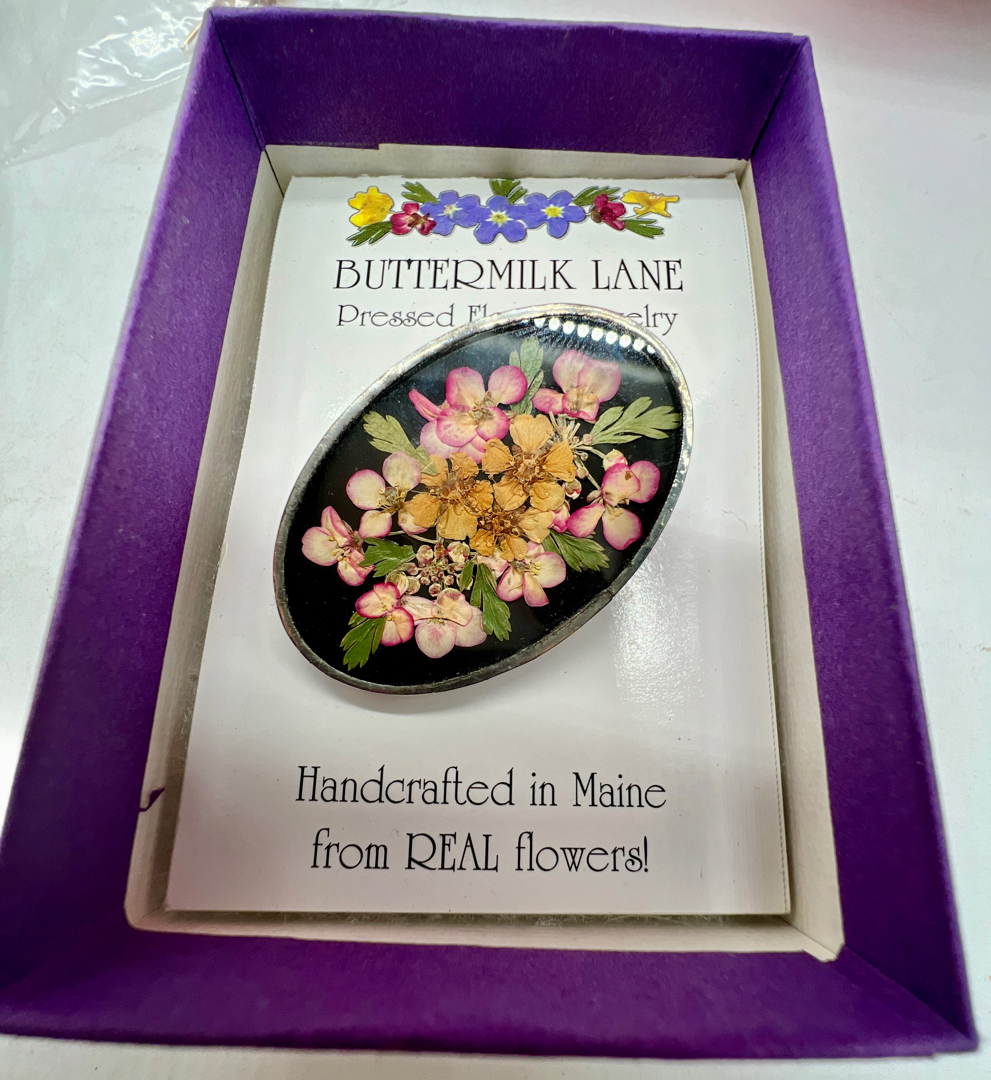 BUTTERMILK LANE
Pressed
Handcrafted in Maine
from REAL flowers!